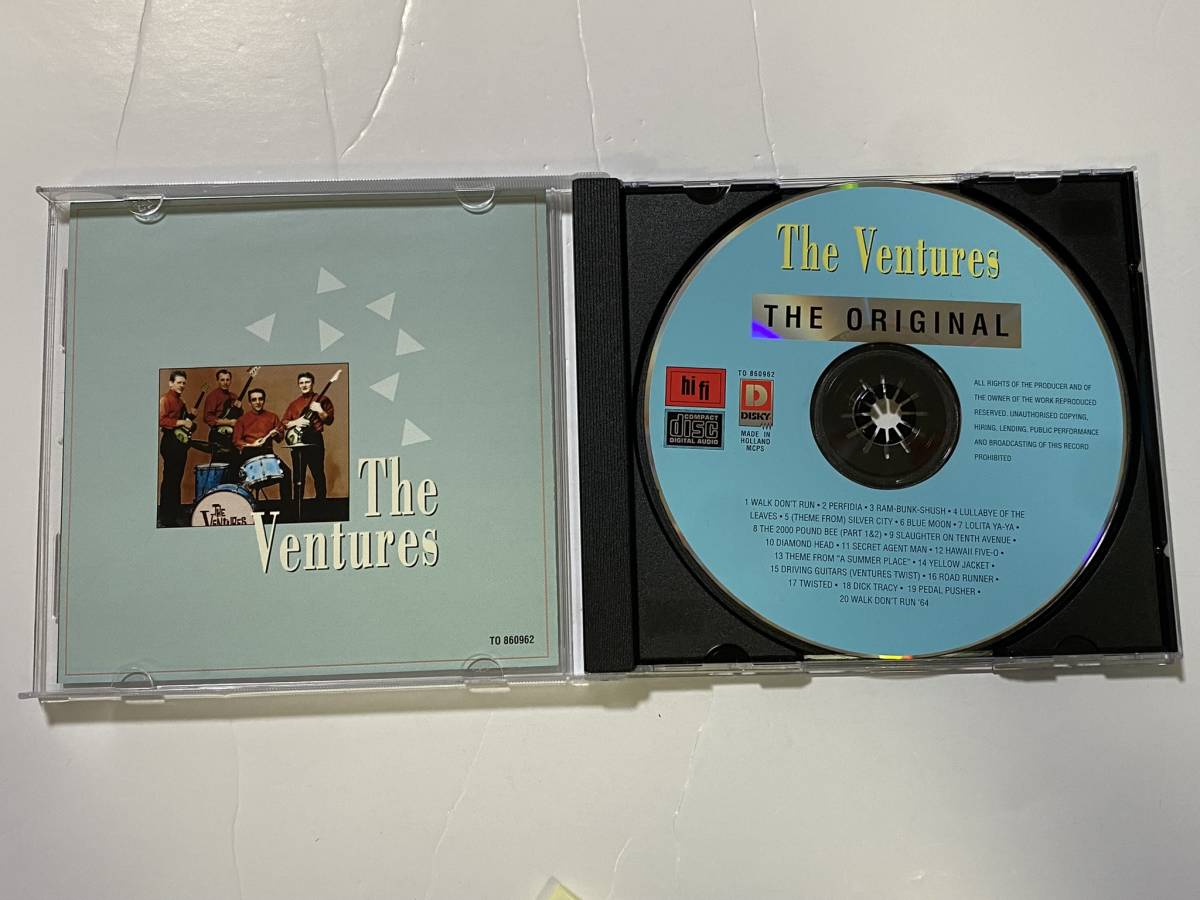 THE
VENTURES
The
Ventures
TO 860962
The Ventures
THE ORIGINAL
hi fi
COMPACT
disc
DIGITAL AUDIO
TO 860962
D
DISKY
MADE IN
HOLLAND
MCPS
ALL RIGHTS OF THE PRODUCER AND OF
THE OWNER OF THE WORK REPRODUCED
RESERVED. UNAUTHORISED COPYING,
HIRING, LENDING, PUBLIC PERFORMANCE
AND BROADCASTING OF THIS RECORD
PROHIBITED
1 WALK DON'T RUN • 2 PERFIDIA • 3 RAM-BUNK-SHUSH • 4 LULLABYE OF THE
LEAVES • 5 (THEME FROM) SILVER CITY • 6 BLUE MOON • 7 LOLITA YA-YA •
8 THE 2000 POUND BEE (PART 1&2) • 9 SLAUGHTER ON TENTH AVENUE •
10 DIAMOND HEAD • 11 SECRET AGENT MAN • 12 HAWAII FIVE-O •
13 THEME FROM "A SUMMER PLACE" • 14 YELLOW JACKET •
15 DRIVING GUITARS (VENTURES TWIST) • 16 ROAD RUNNER •
17 TWISTED • 18 DICK TRACY • 19 PEDAL PUSHER •
20 WALK DON'T RUN '64